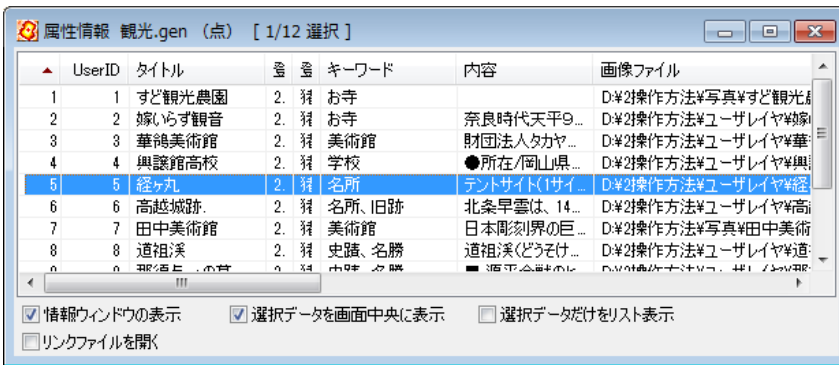 属性情報 観光.gen （点） [ 1/12 選択 ]
UserID タイトル 登 登 キーワード 内容 画像ファイル
1 1 すど観光農園 2. 猪 お寺 D:¥2操作方法¥写真¥すど観光農
2 2 嫁いらず観音 2. 猪 お寺 奈良時代天平9... D:¥2操作方法¥ユーザレイヤ¥嫁
3 3 華鴒美術館 2. 猪 美術館 財団法人タカヤ... D:¥2操作方法¥ユーザレイヤ¥華
4 4 興譲館高校 2. 猪 学校 ●所在/岡山県... D:¥2操作方法¥ユーザレイヤ¥興
5 5 経ヶ丸 2. 猪 名所 テントサイト(1サイ... D:¥2操作方法¥ユーザレイヤ¥経
6 6 高越城跡. 2. 猪 名所、旧跡 北条早雲は、14... D:¥2操作方法¥ユーザレイヤ¥高
7 7 田中美術館 2. 猪 美術館 日本彫刻界の巨... D:¥2操作方法¥写真¥田中美術
8 8 道祖渓 2. 猪 史蹟、名勝 道祖渓(どうそけ... D:¥2操作方法¥ユーザレイヤ¥道
情報ウィンドウの表示 選択データを画面中央に表示 選択データだけをリスト表示
リンクファイルを開く